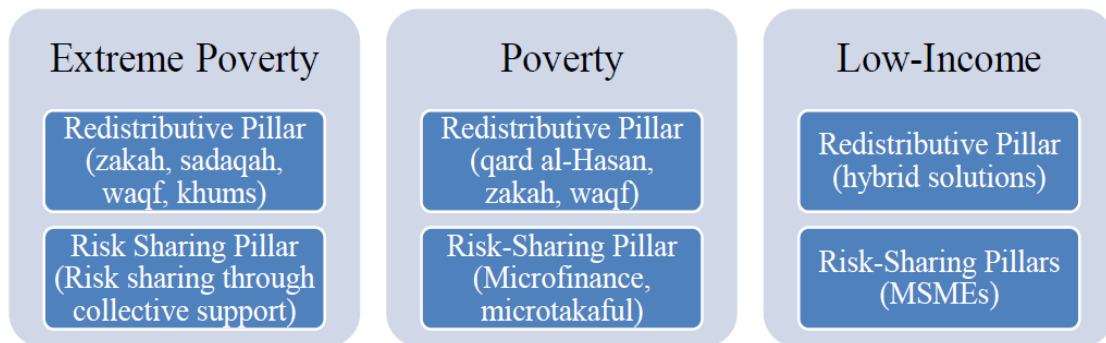 Extreme Poverty
Redistributive Pillar
(zakah, sadaqah,
waqf, khums)
Risk Sharing Pillar
(Risk sharing through
collective support)
Poverty
Redistributive Pillar
(qard al-Hasan,
zakah, waqf)
Risk-Sharing Pillar
(Microfinance,
microtakaful)
Low-Income
Redistributive Pillar
(hybrid solutions)
Risk-Sharing Pillars
(MSMEs)